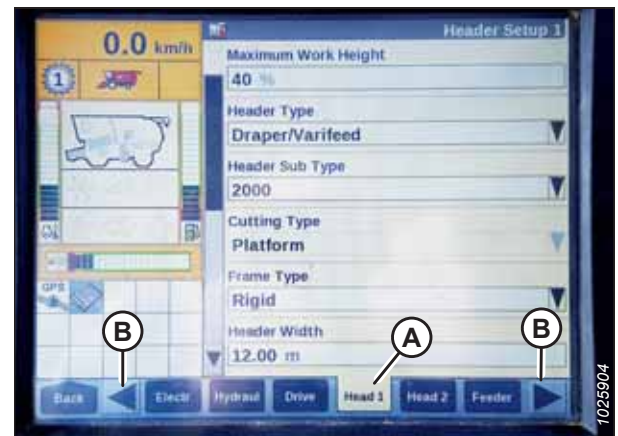 0.0 km/h
Header Setup 1
1
Maximum Work Height
40 %
Header Type
Draper/Varifeed
Header Sub Type
2000
Cutting Type
Platform
Frame Type
Rigid
GPS
Header Width
12.00 m
B
A
B
Back
Electr
Hydraul
Drive
Head 1
Head 2
Feeder
1025904